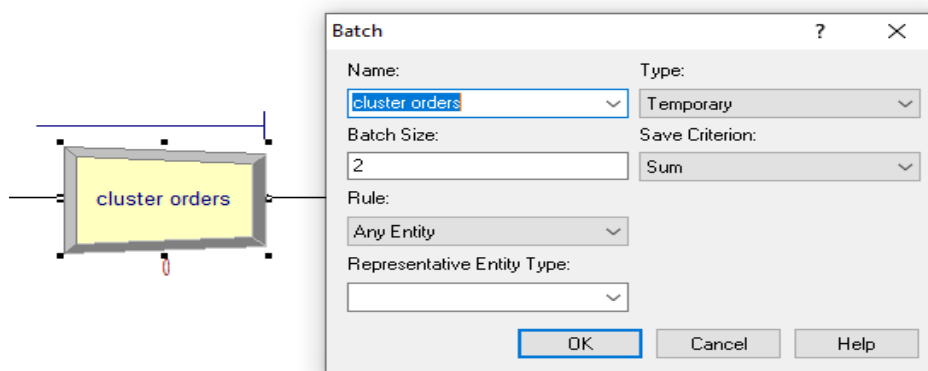 Batch ?
Name: Type:
cluster orders Temporary
Batch Size: Save Criterion:
2 Sum
Rule:
Any Entity
Representative Entity Type:
OK Cancel Help
cluster orders
0